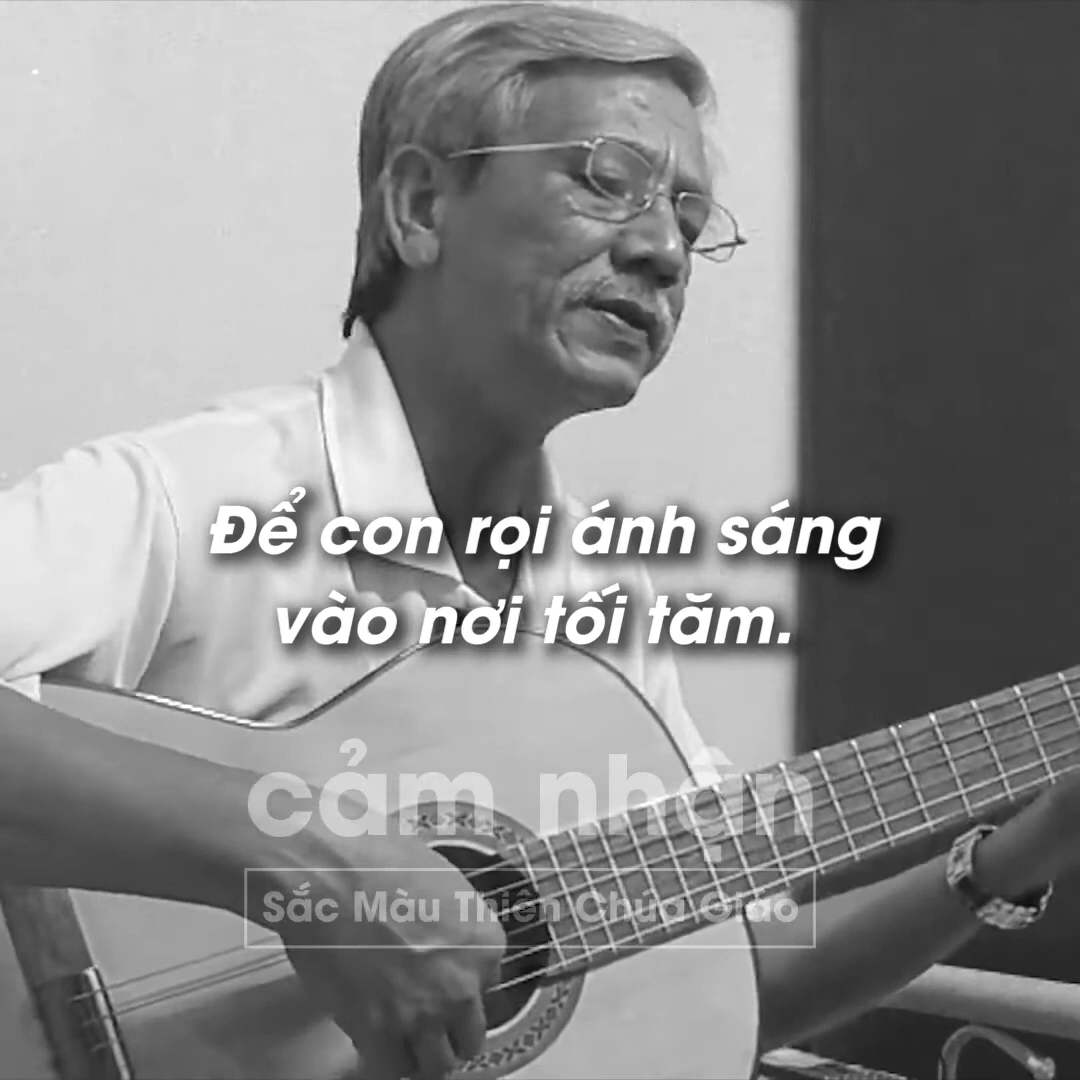 Để con rọi ánh sáng
vào nơi tối tăm.
cảm nhận
Sắc Màu Thiên Chúa Giáo